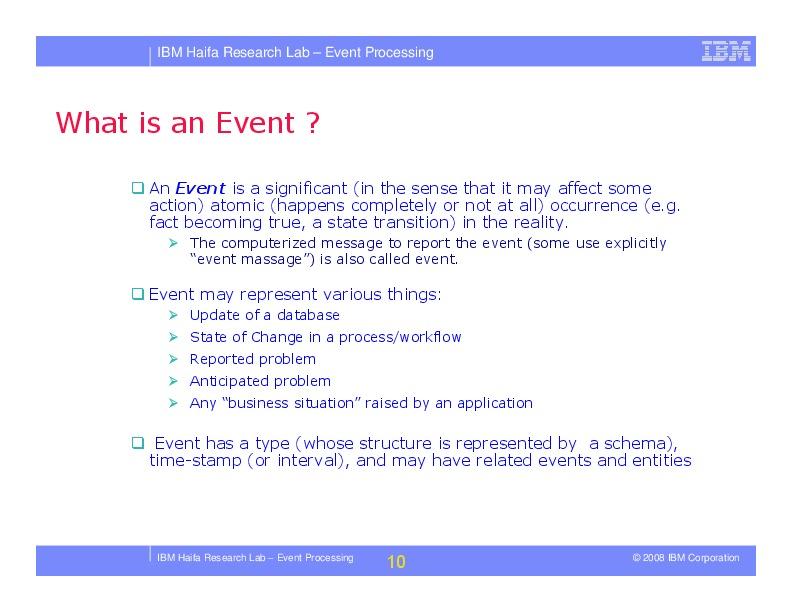 IBM Haifa Research Lab – Event Processing
IBM
What is an Event ?
❑ An Event is a significant (in the sense that it may affect some
action) atomic (happens completely or not at all) occurrence (e.g.
fact becoming true, a state transition) in the reality.
➢ The computerized message to report the event (some use explicitly
“event massage”) is also called event.
❑ Event may represent various things:
➢ Update of a database
➢ State of Change in a process/workflow
➢ Reported problem
➢ Anticipated problem
➢ Any “business situation” raised by an application
❑ Event has a type (whose structure is represented by a schema),
time-stamp (or interval), and may have related events and entities
IBM Haifa Research Lab – Event Processing
10
© 2008 IBM Corporation